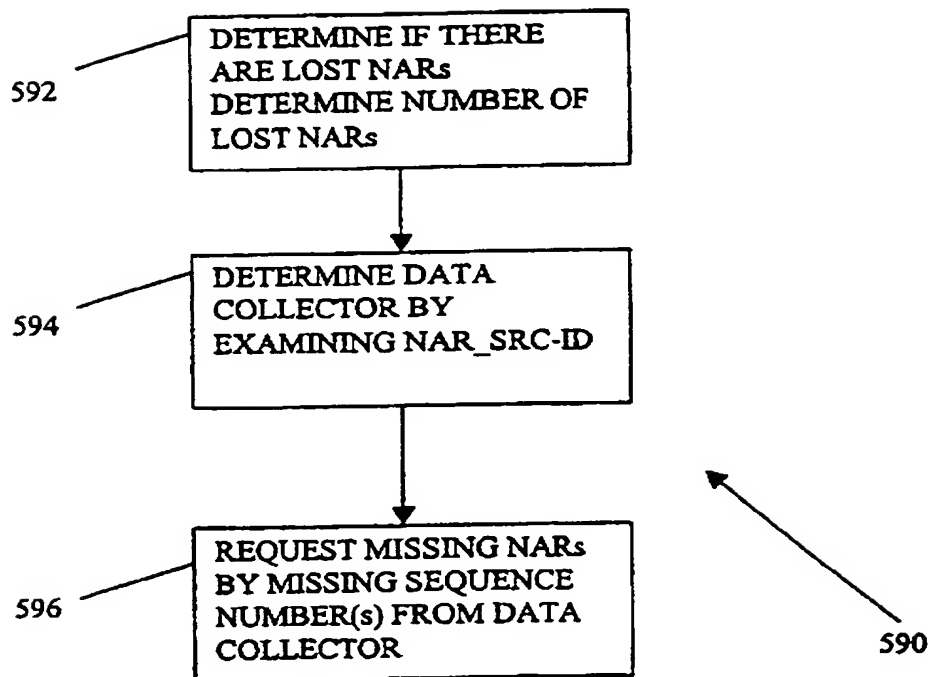 DETERMINE IF THERE
ARE LOST NARs
DETERMINE NUMBER OF
LOST NARs
592
DETERMINE DATA
COLLECTOR BY
EXAMINING NAR_SRC-ID
594
REQUEST MISSING NARs
BY MISSING SEQUENCE
NUMBER(s) FROM DATA
COLLECTOR
596
590